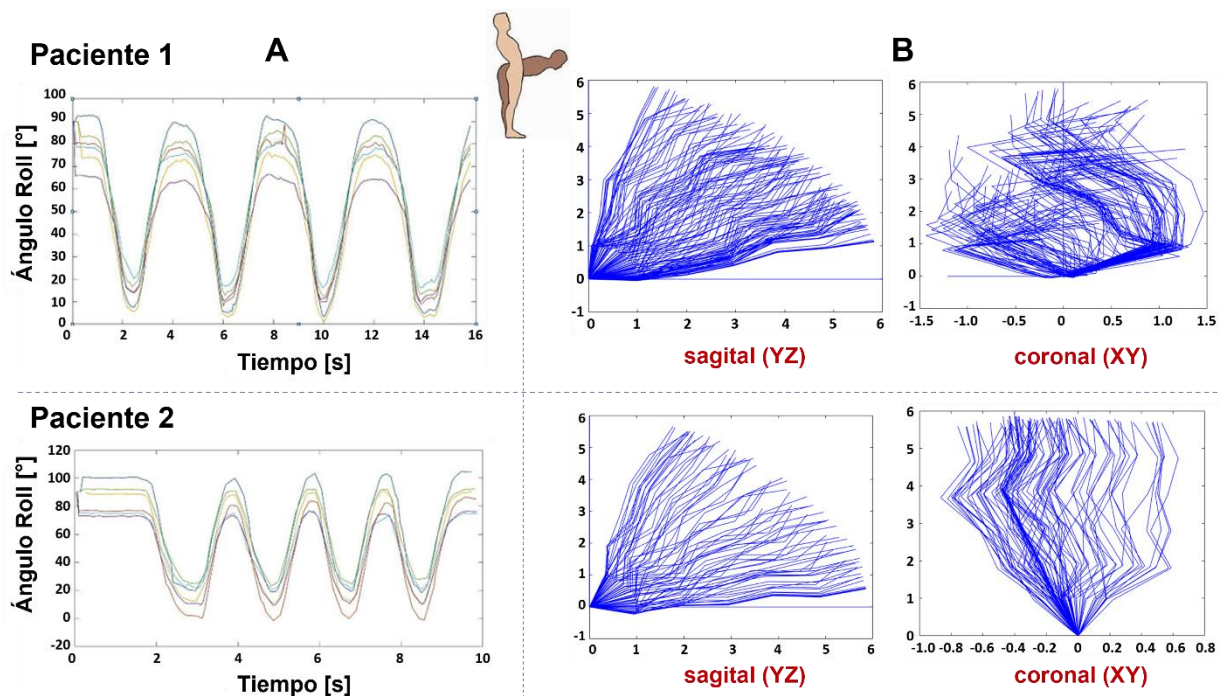 Paciente 1
A
B
Ángulo Roll [°]
100
90
80
70
60
50
40
30
20
10
0
0 2 4 6 8 10 12 14 16
Tiempo [s]
6
5
4
3
2
1
0
-1
0 1 2 3 4 5 6
sagital (YZ)
6
5
4
3
2
1
0
-1
-1.5 -1.0 -0.5 0 0.5 1.0 1.5
coronal (XY)
Paciente 2
Ángulo Roll [°]
120
100
80
60
40
20
0
-20
0 2 4 6 8 10
Tiempo [s]
6
5
4
3
2
1
0
-1
0 1 2 3 4 5 6
sagital (YZ)
6
5
4
3
2
1
0
-1.0 -0.8 -0.6 -0.4 -0.2 0 0.2 0.4 0.6 0.8
coronal (XY)